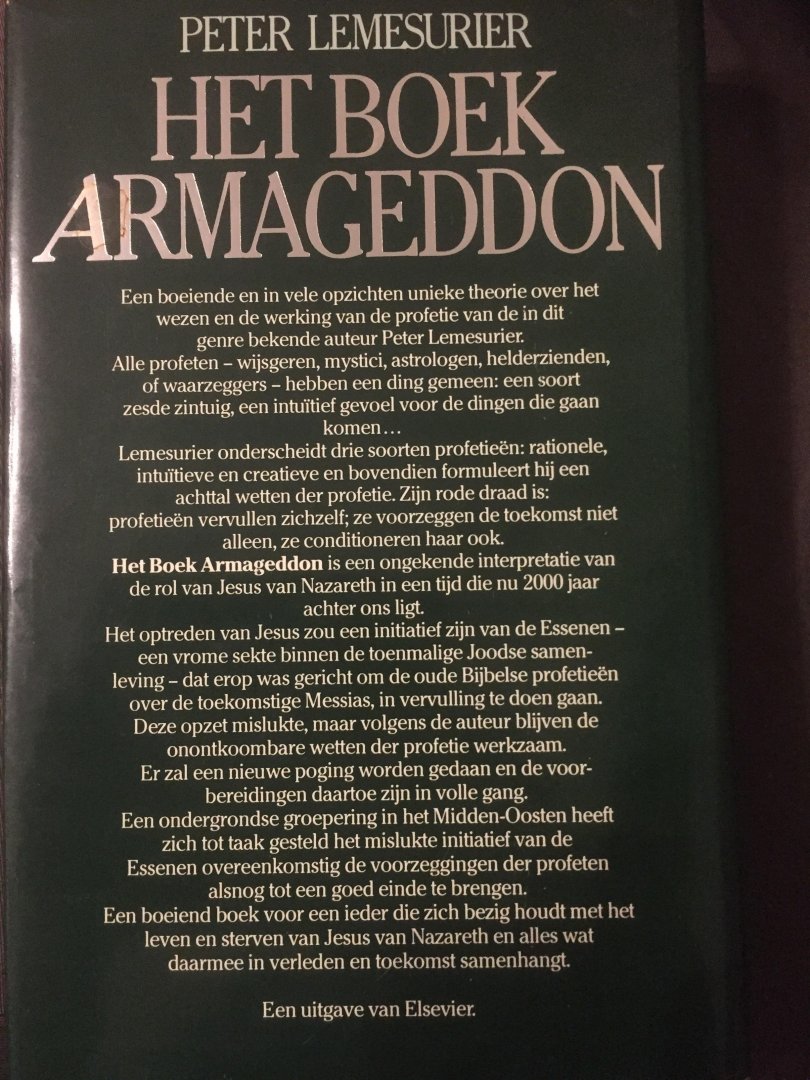 PETER LEMESURIER
HET BOEK
ARMAGEDDON
Een boeiende en in vele opzichten unieke theorie over het
wezen en de werking van de profetie van de in dit
genre bekende auteur Peter Lemesurier.
Alle profeten – wijsgeren, mystici, astrologen, helderzienden,
of waarzeggers – hebben een ding gemeen: een soort
zesde zintuig, een intuïtief gevoel voor de dingen die gaan
komen...
Lemesurier onderscheidt drie soorten profetieën: rationele,
intuïtieve en creatieve en bovendien formuleert hij een
achttal wetten der profetie. Zijn rode draad is:
profetieën vervullen zichzelf; ze voorzeggen de toekomst niet
alleen, ze conditioneren haar ook.
Het Boek Armageddon is een ongekende interpretatie van
de rol van Jesus van Nazareth in een tijd die nu 2000 jaar
achter ons ligt.
Het optreden van Jesus zou een initiatief zijn van de Essenen –
een vrome sekte binnen de toenmalige Joodse samen-
leving – dat erop was gericht om de oude Bijbelse profetieën
over de toekomstige Messias, in vervulling te doen gaan.
Deze opzet mislukte, maar volgens de auteur blijven de
onontkoombare wetten der profetie werkzaam.
Er zal een nieuwe poging worden gedaan en de voor-
bereidingen daartoe zijn in volle gang.
Een ondergrondse groepering in het Midden-Oosten heeft
zich tot taak gesteld het mislukte initiatief van de
Essenen overeenkomstig de voorzeggingen der profeten
alsnog tot een goed einde te brengen.
Een boeiend boek voor een ieder die zich bezig houdt met het
leven en sterven van Jesus van Nazareth en alles wat
daarmee in verleden en toekomst samenhangt.
Een uitgave van Elsevier.